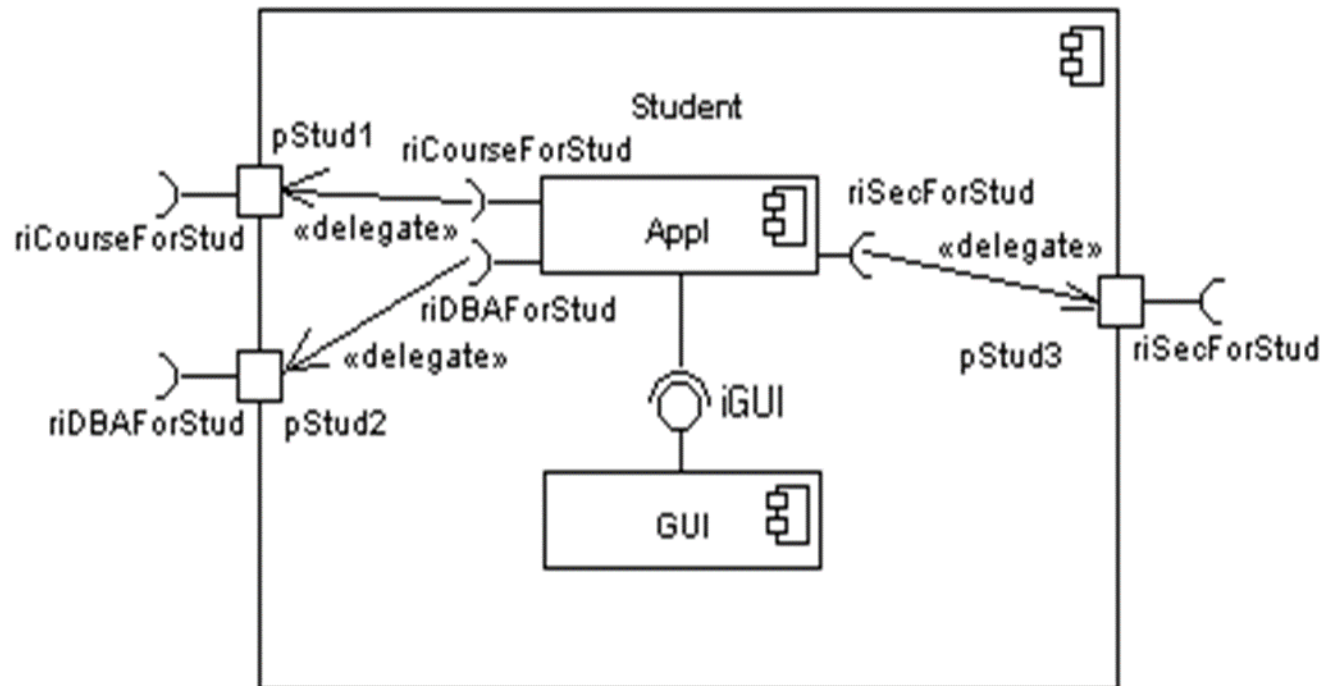 Student
pStud1
riCourseForStud
riSecForStud
Appl
«delegate»
riCourseForStud
«delegate»
riDBAForStud
«delegate»
pStud3
riSecForStud
iGUI
riDBAForStud
pStud2
GUI